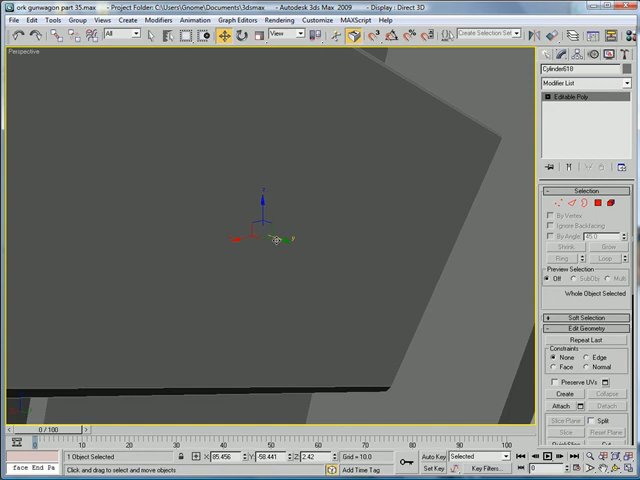 ork gunwagon part 35.max - Project Folder: C:\Users\Gnome\Documents\3dsmax - Autodesk 3ds Max 2009 - Display : Direct 3D
File Edit Tools Group Views Create Modifiers Animation Graph Editors Rendering Customize MAXScript Help
All View Create Selection Set
Perspective
Cylinder618
Modifier List
Editable Poly
Selection
By Vertex
Ignore Backfacing
By Angle: 45.0
Shrink Grow
Ring Loop
Preview Selection
Off SubObj Multi
Whole Object Selected
Soft Selection
Edit Geometry
Repeat Last
Constraints
None Edge
Face Normal
Preserve UVs
Create Collapse
Attach Detach
Slice Plane Split
Slice Reset Plane
QuickSlice Cut
z
y
0 / 100
0 10 20 30 40 50 60 70 80 90 100
1 Object Selected X: 85.456 Y: -58.441 Z: 2.42 Grid = 10.0 Auto Key Selected
face End Pa Click and drag to select and move objects Add Time Tag Set Key Key Filters... 0